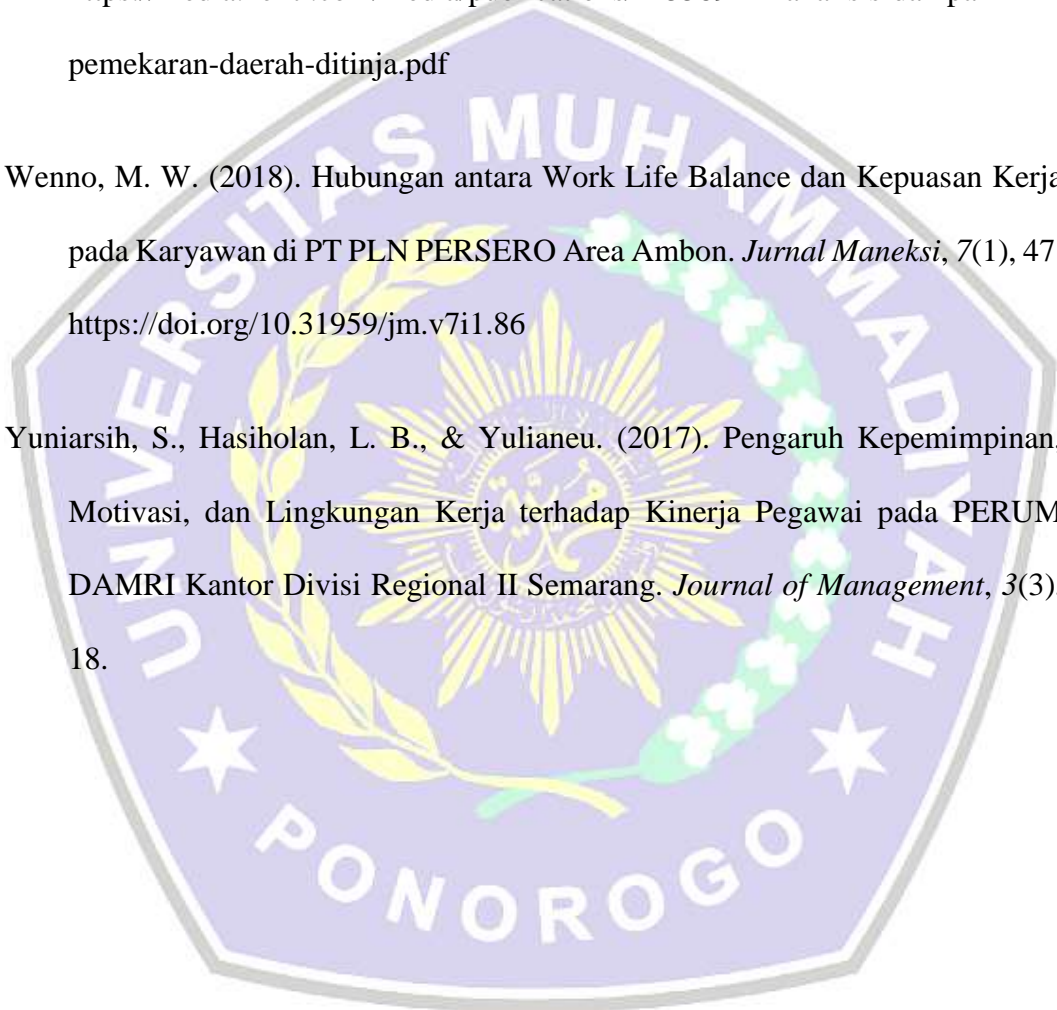 pemekaran-daerah-ditinja.pdf
Wenno, M. W. (2018). Hubungan antara Work Life Balance dan Kepuasan Kerja
pada Karyawan di PT PLN PERSERO Area Ambon. Jurnal Maneksi, 7(1), 47
https://doi.org/10.31959/jm.v7i1.86
Yuniarsih, S., Hasiholan, L. B., & Yulianeu. (2017). Pengaruh Kepemimpinan,
Motivasi, dan Lingkungan Kerja terhadap Kinerja Pegawai pada PERUM
DAMRI Kantor Divisi Regional II Semarang. Journal of Management, 3(3),
18.
UNIVERSITAS MUHAMMADIYAH
PONOROGO